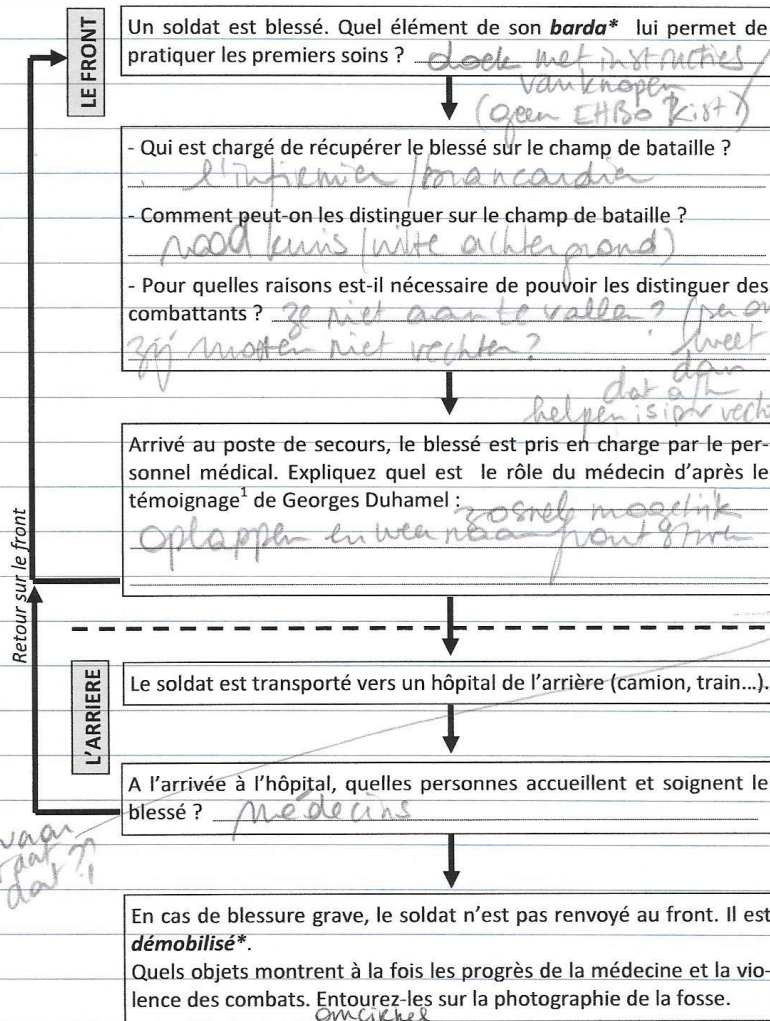 LE FRONT
Un soldat est blessé. Quel élément de son barda* lui permet de
pratiquer les premiers soins ? doek met instructies /
van knopen
(geen EHBO kist?)
- Qui est chargé de récupérer le blessé sur le champ de bataille ?
l'infirmier / brancardier
- Comment peut-on les distinguer sur le champ de bataille ?
rood kruis (witte achtergrond)
- Pour quelles raisons est-il nécessaire de pouvoir les distinguer des
combattants ? ze niet aan te vallen?
zij moeten niet vechten? weet
dan
dat
helpen is
Arrivé au poste de secours, le blessé est pris en charge par le per-
sonnel médical. Expliquez quel est le rôle du médecin d'après le
témoignage¹ de Georges Duhamel : zo snel mogelijk
oplappen en weer naar front
Retour sur le front
L'ARRIERE
Le soldat est transporté vers un hôpital de l'arrière (camion, train...).
A l'arrivée à l'hôpital, quelles personnes accueillent et soignent le
blessé ? médecins
waar
dat ??
En cas de blessure grave, le soldat n'est pas renvoyé au front. Il est
démobilisé*.
Quels objets montrent à la fois les progrès de la médecine et la vio-
lence des combats. Entourez-les sur la photographie de la fosse.
omcirkel